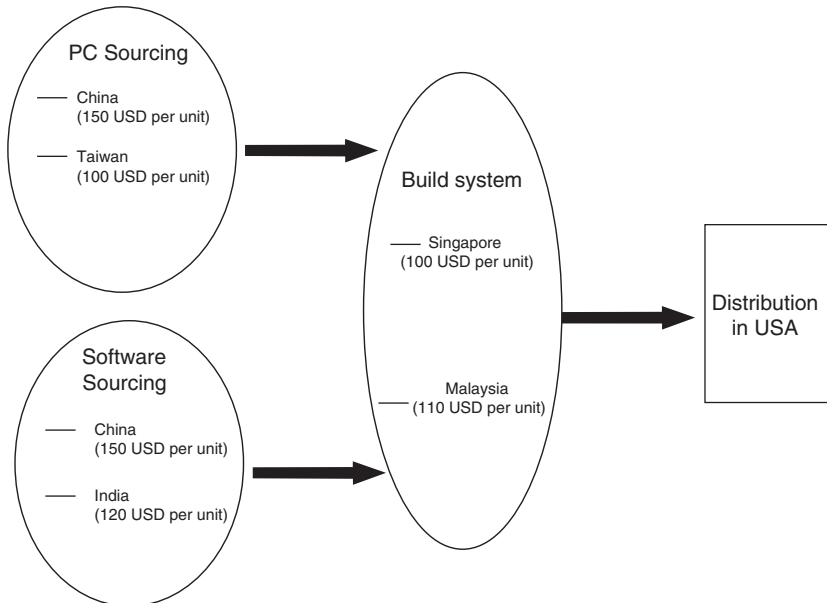 PC Sourcing
China
(150 USD per unit)
Taiwan
(100 USD per unit)
Software
Sourcing
China
(150 USD per unit)
India
(120 USD per unit)
Build system
Singapore
(100 USD per unit)
Malaysia
(110 USD per unit)
Distribution
in USA